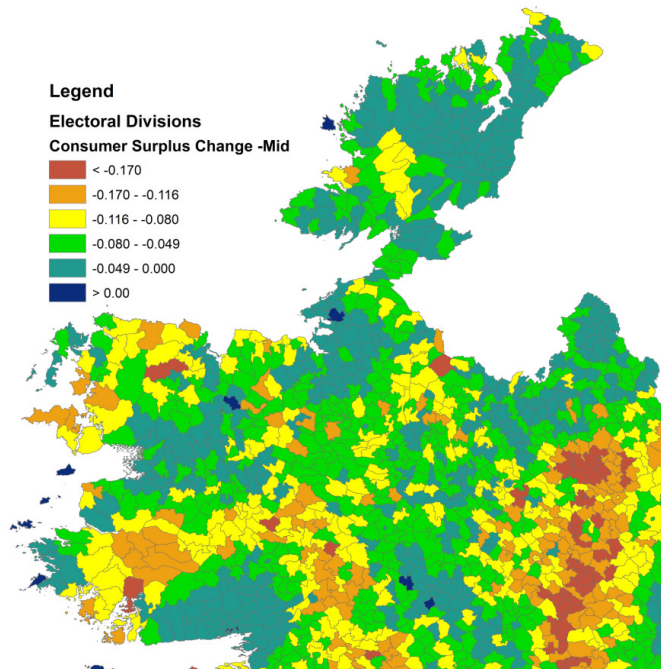 Legend
Electoral Divisions
Consumer Surplus Change -Mid
< -0.170
-0.170 - -0.116
-0.116 - -0.080
-0.080 - -0.049
-0.049 - 0.000
> 0.00